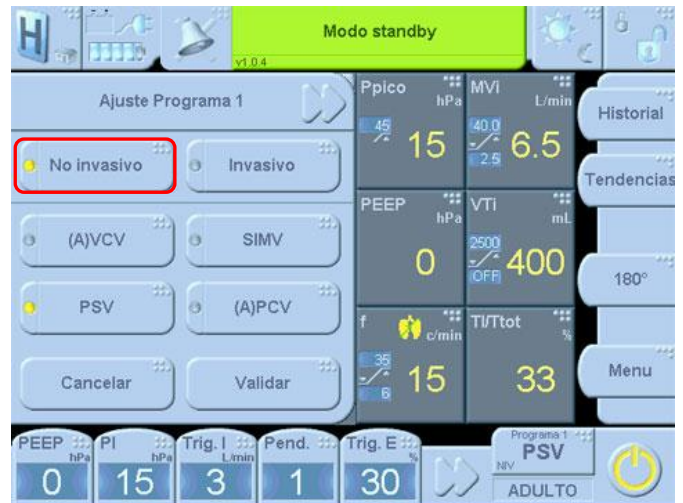 H
Modo standby
v1.0.4
Ajuste Programa 1
No invasivo
Invasivo
(A)VCV
SIMV
PSV
(A)PCV
Cancelar
Validar
Ppico
hPa
45
15
MVi
L/min
40.0
2.5
6.5
PEEP
hPa
0
VTi
mL
2500
OFF
400
f
c/min
35
6
15
TI/Ttot
%
33
Historial
Tendencias
180°
Menu
PEEP
hPa
0
PI
hPa
15
Trig. I
L/min
3
Pend.
1
Trig. E
%
30
Programa 1
PSV
NIV
ADULTO